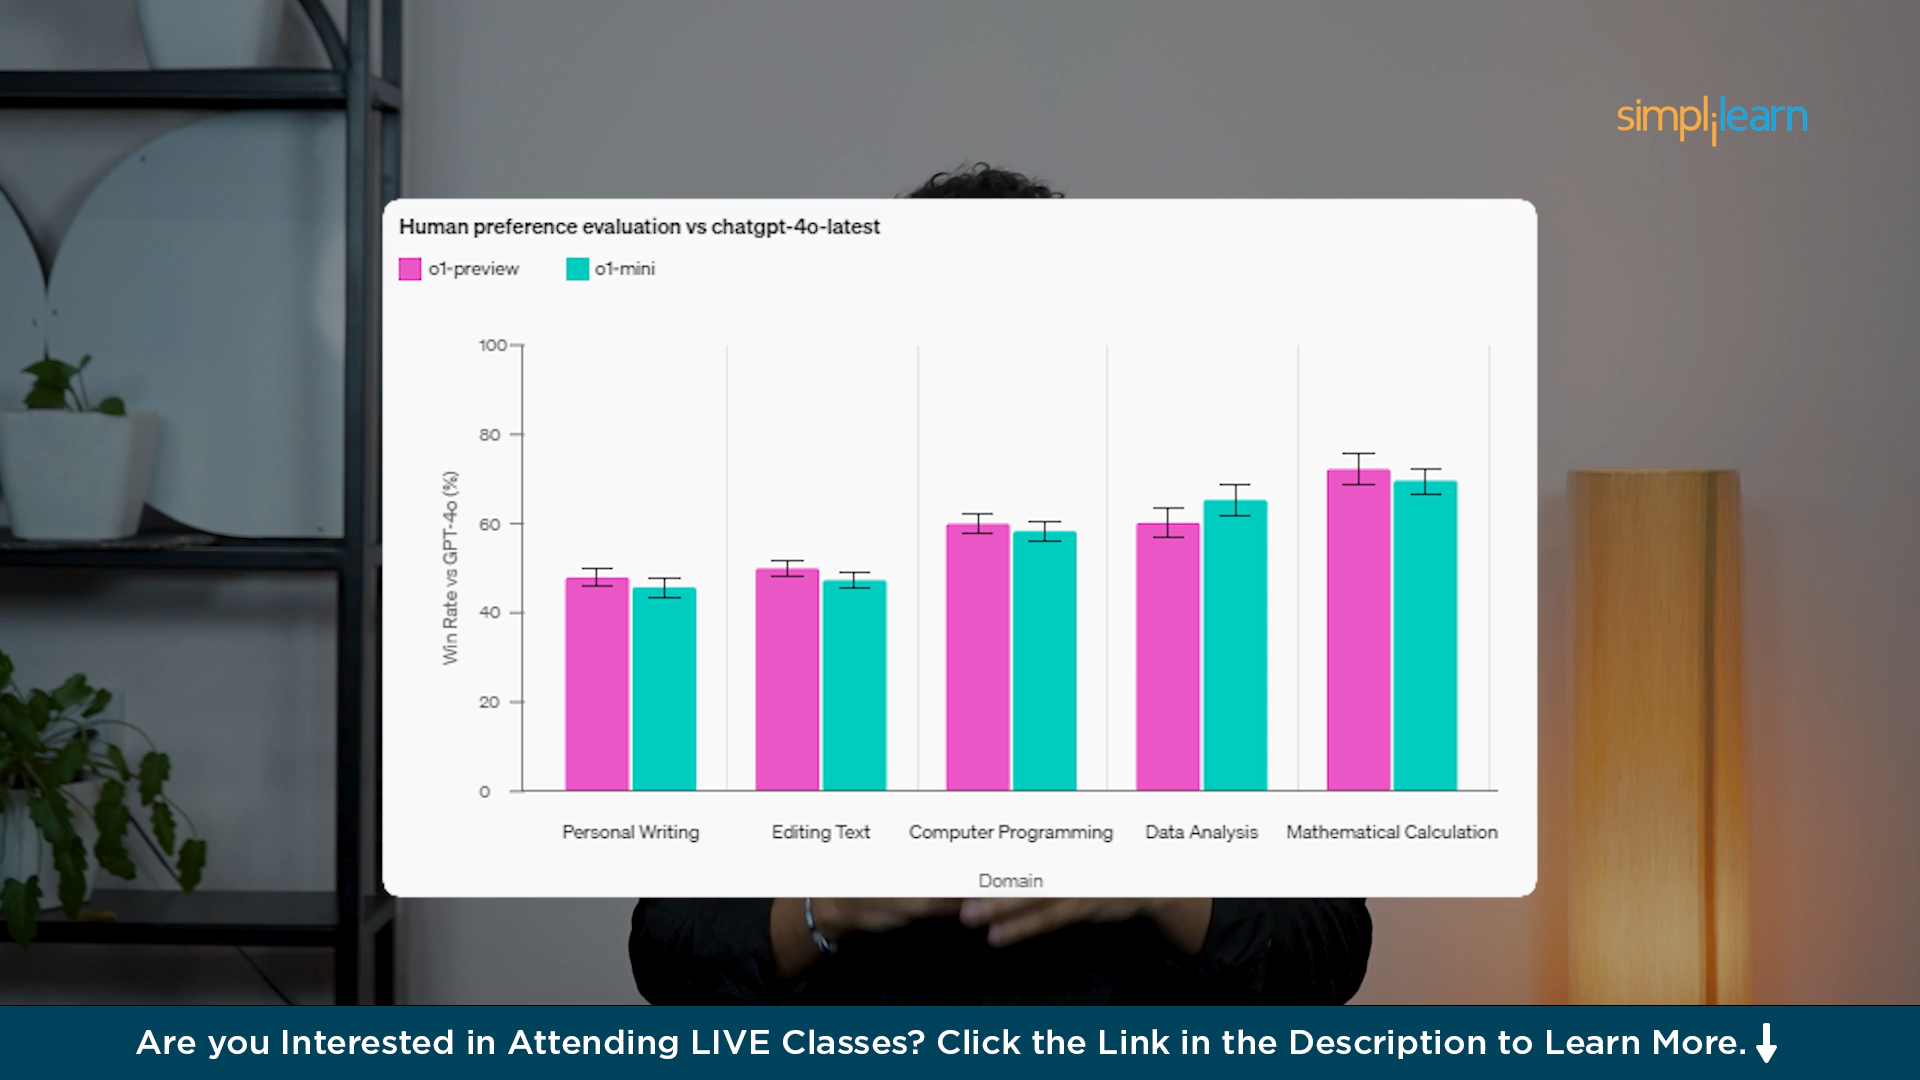 simplilearn
Human preference evaluation vs chatgpt-4o-latest
o1-preview
o1-mini
Win Rate vs GPT-4o (%)
100
80
60
40
20
0
Personal Writing
Editing Text
Computer Programming
Data Analysis
Mathematical Calculation
Domain
Are you Interested in Attending LIVE Classes? Click the Link in the Description to Learn More.